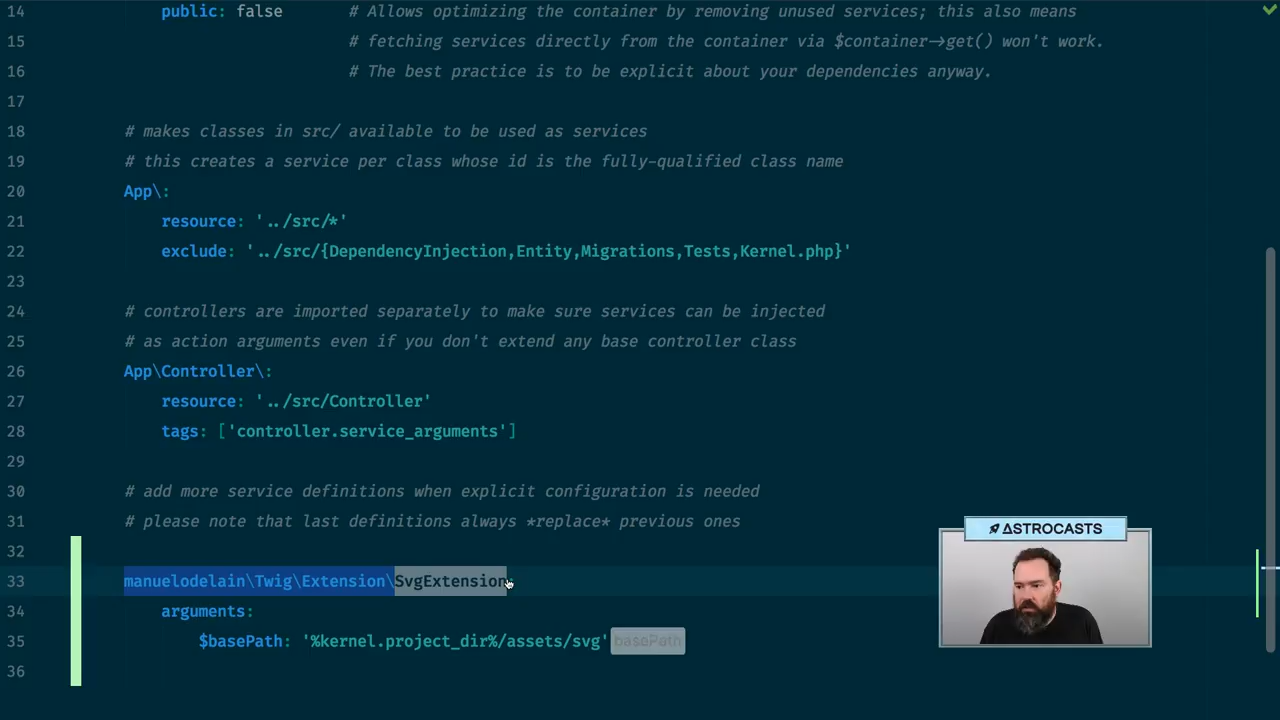 14 public: false # Allows optimizing the container by removing unused services; this also means
15 # fetching services directly from the container via $container->get() won't work.
16 # The best practice is to be explicit about your dependencies anyway.
17
18 # makes classes in src/ available to be used as services
19 # this creates a service per class whose id is the fully-qualified class name
20 App\:
21 resource: '../src/*'
22 exclude: '../src/{DependencyInjection,Entity,Migrations,Tests,Kernel.php}'
23
24 # controllers are imported separately to make sure services can be injected
25 # as action arguments even if you don't extend any base controller class
26 App\Controller\:
27 resource: '../src/Controller'
28 tags: ['controller.service_arguments']
29
30 # add more service definitions when explicit configuration is needed
31 # please note that last definitions always *replace* previous ones
32
33 manuelodelain\Twig\Extension\SvgExtension:
34 arguments:
35 $basePath: '%kernel.project_dir%/assets/svg' basePath
36
ΔSTROCASTS